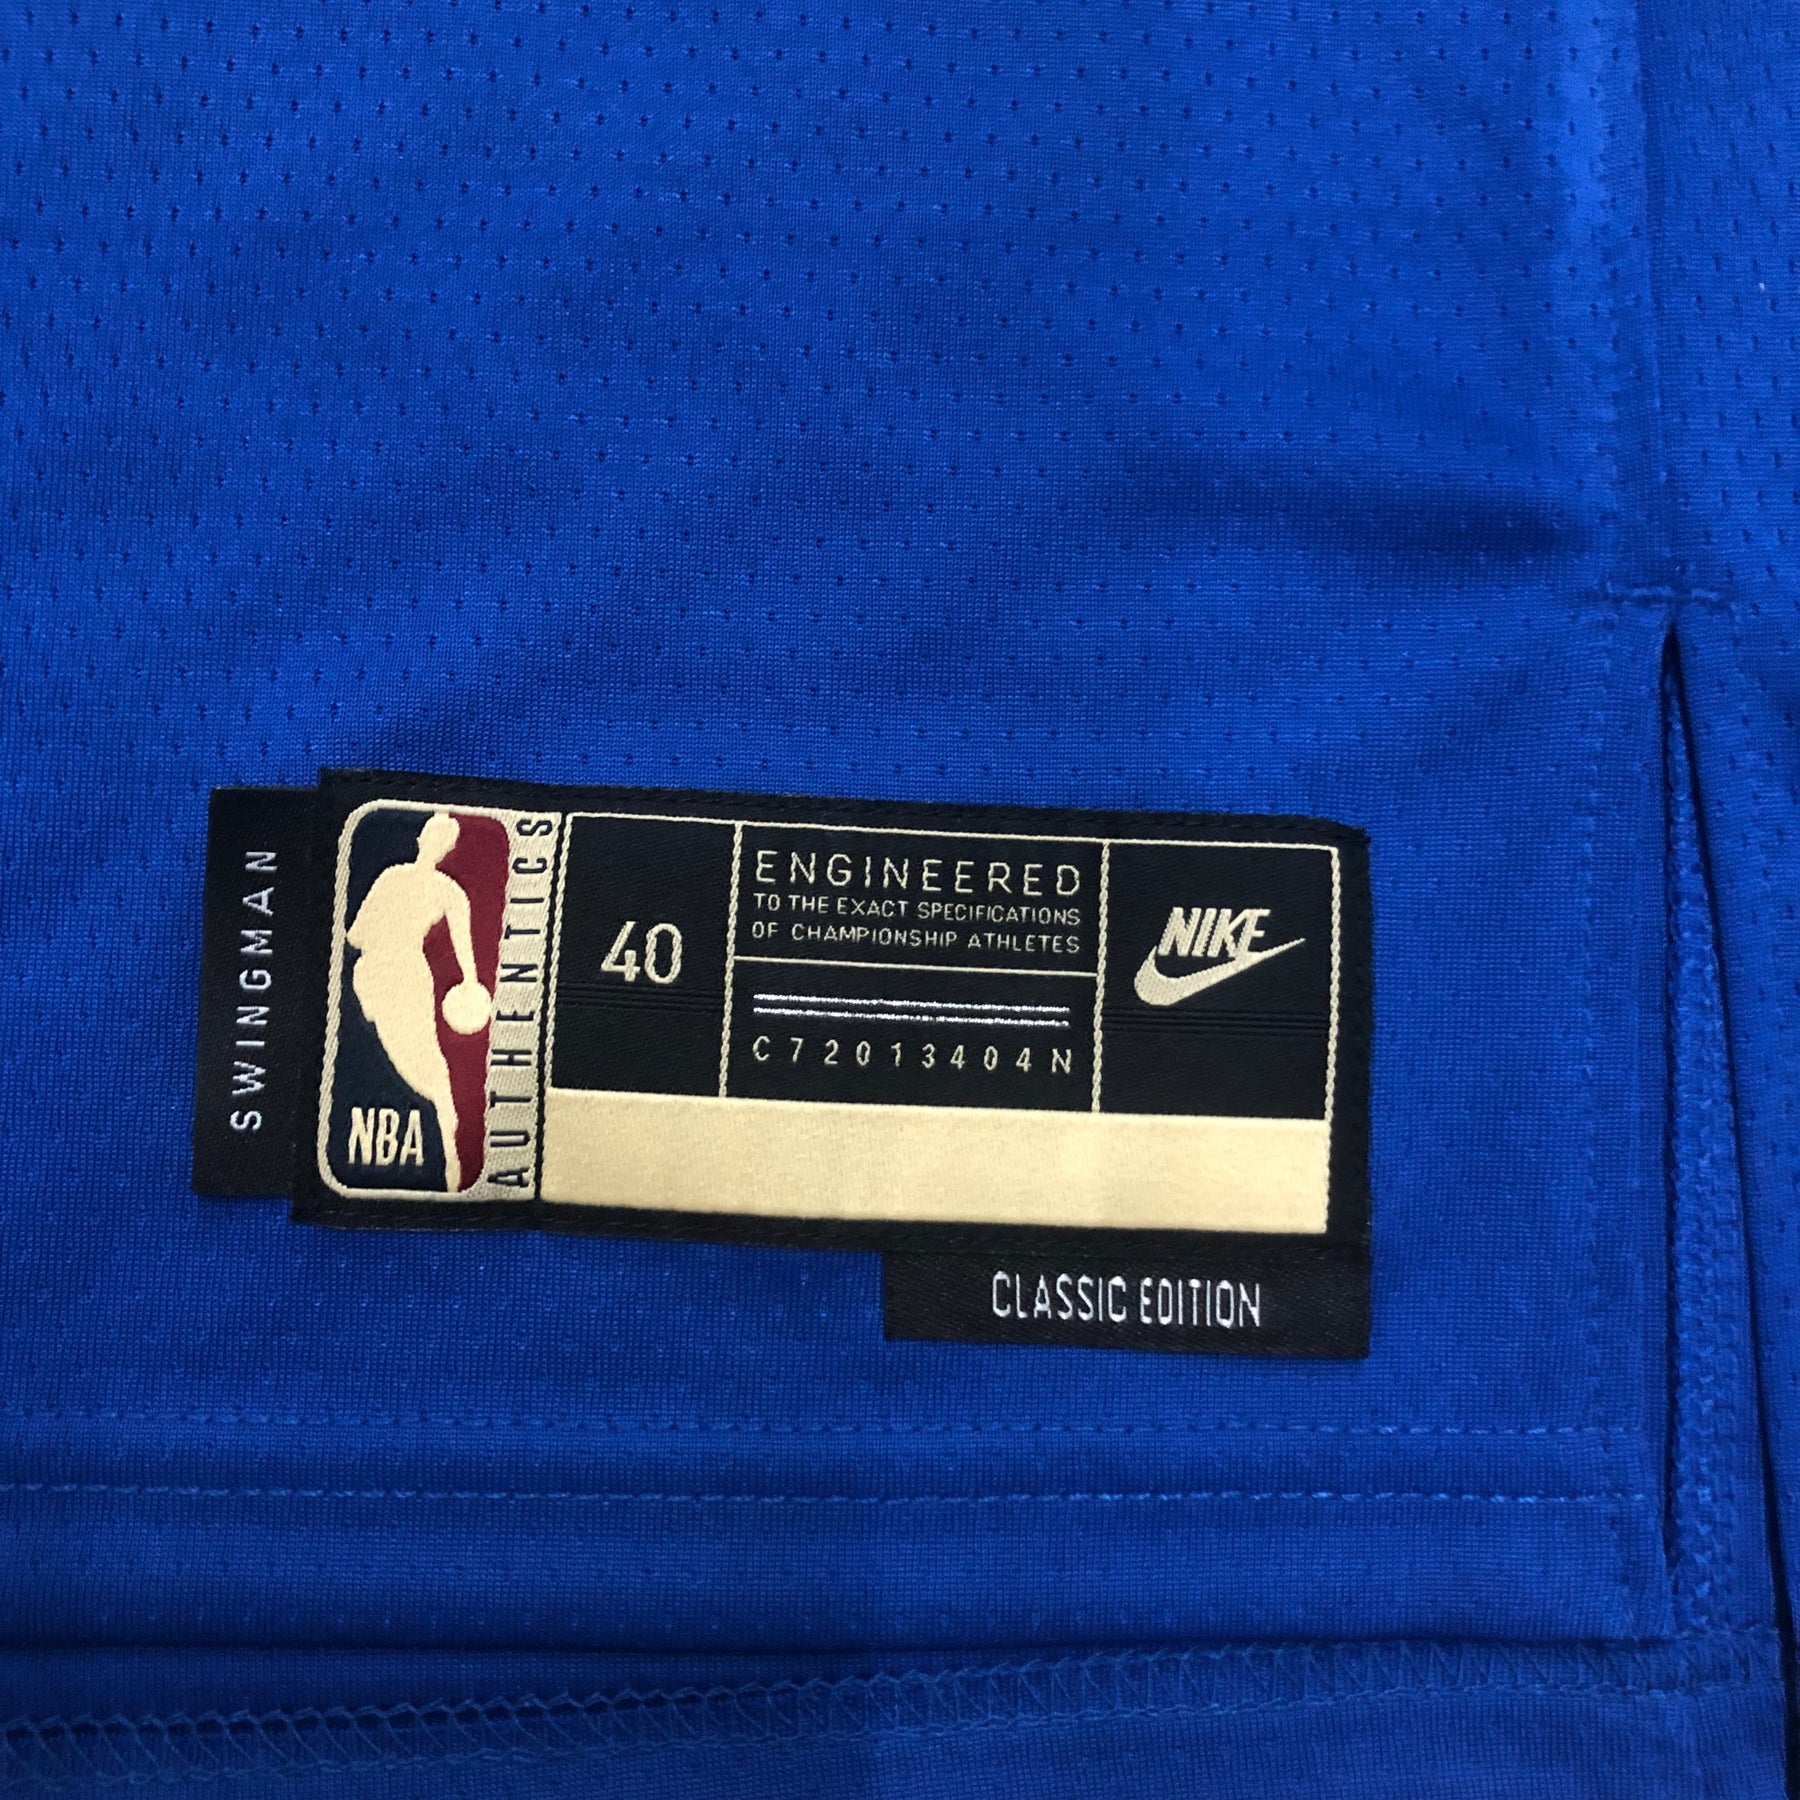 SWINGMAN
NBA
AUTHENTICS
40
ENGINEERED
TO THE EXACT SPECIFICATIONS
OF CHAMPIONSHIP ATHLETES
C72013404N
NIKE
CLASSIC EDITION